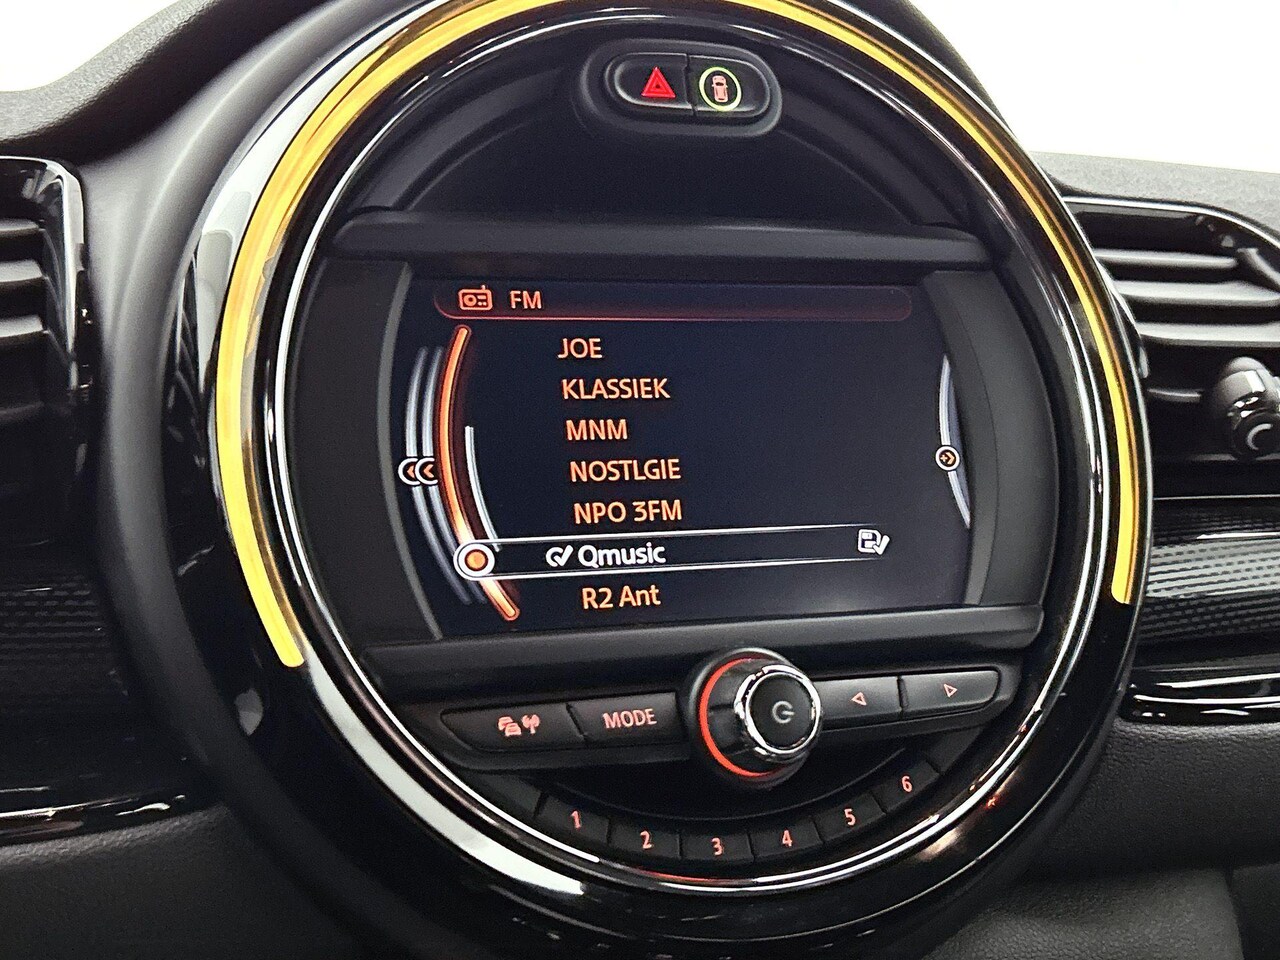 FM
JOE
KLASSIEK
MNM
NOSTLGIE
NPO 3FM
Qmusic
R2 Ant
MODE
1 2 3 4 5 6